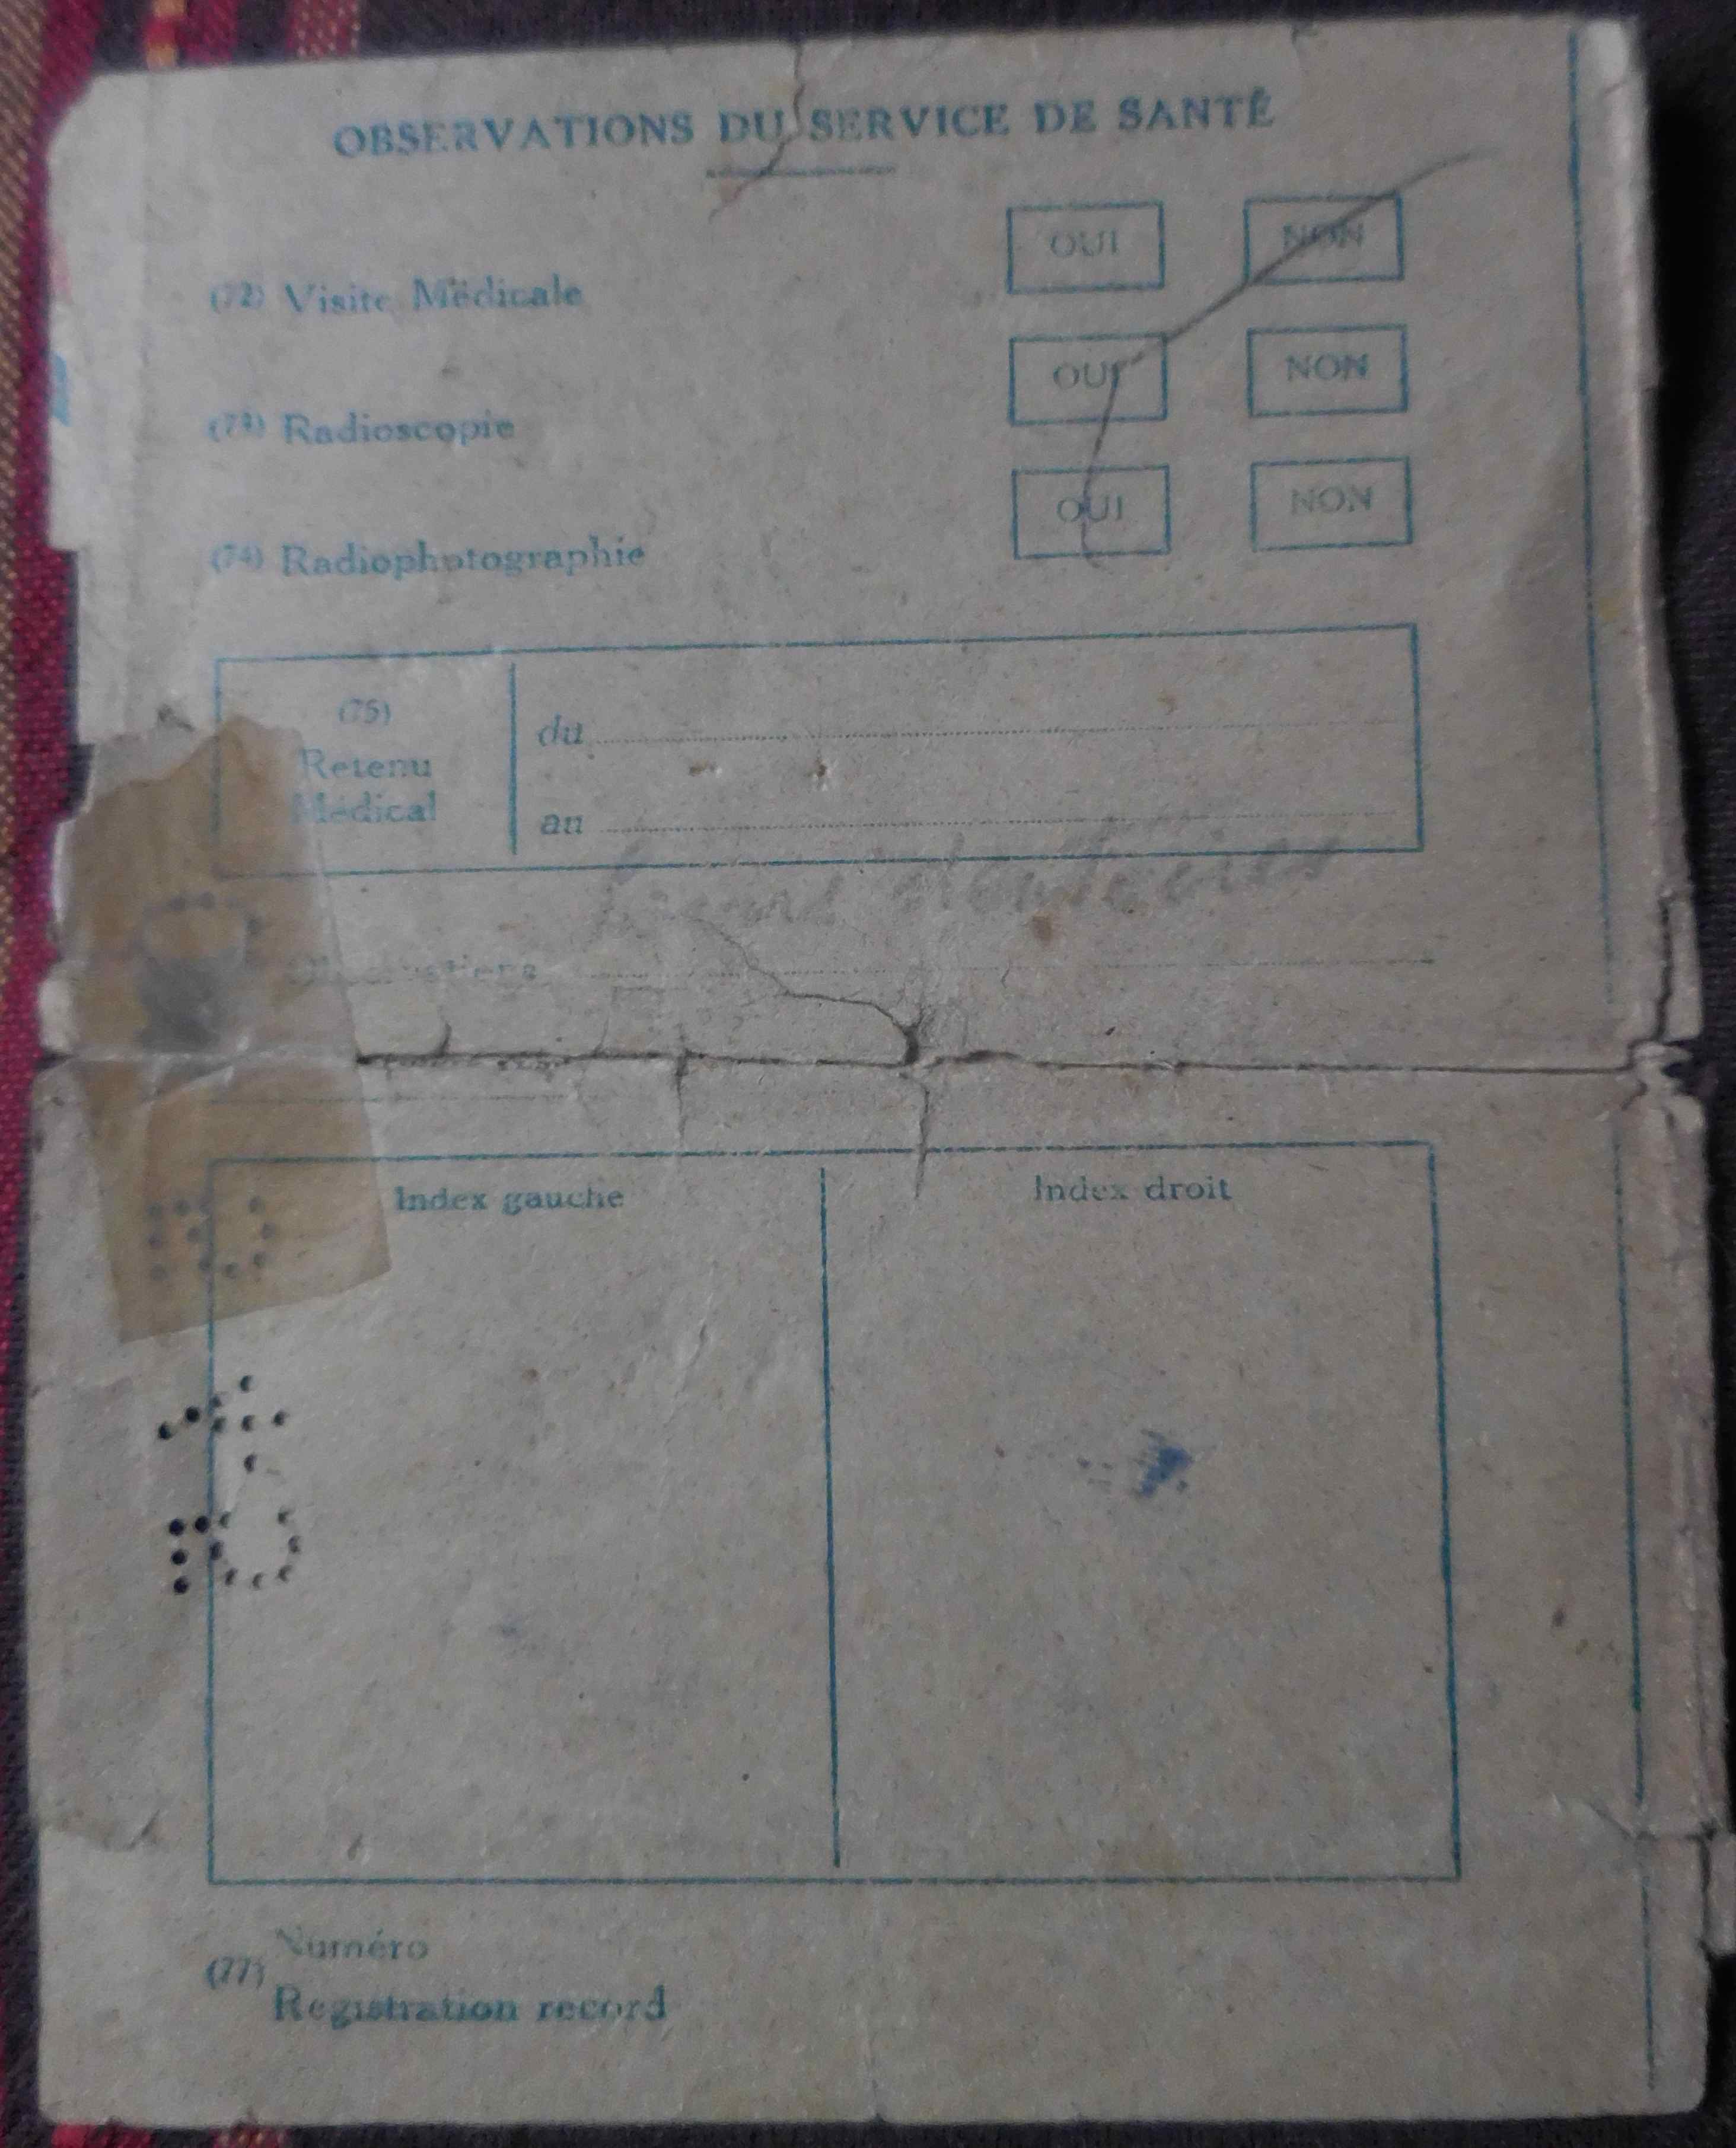 OBSERVATIONS DU SERVICE DE SANTÉ
OUI NON
(72) Visite Médicale
OUI NON
(73) Radioscopie
OUI NON
(74) Radiophotographie
(75)
Retenu
Médical
du
au
Index gauche
Index droit
(77)
Numéro
Registration record